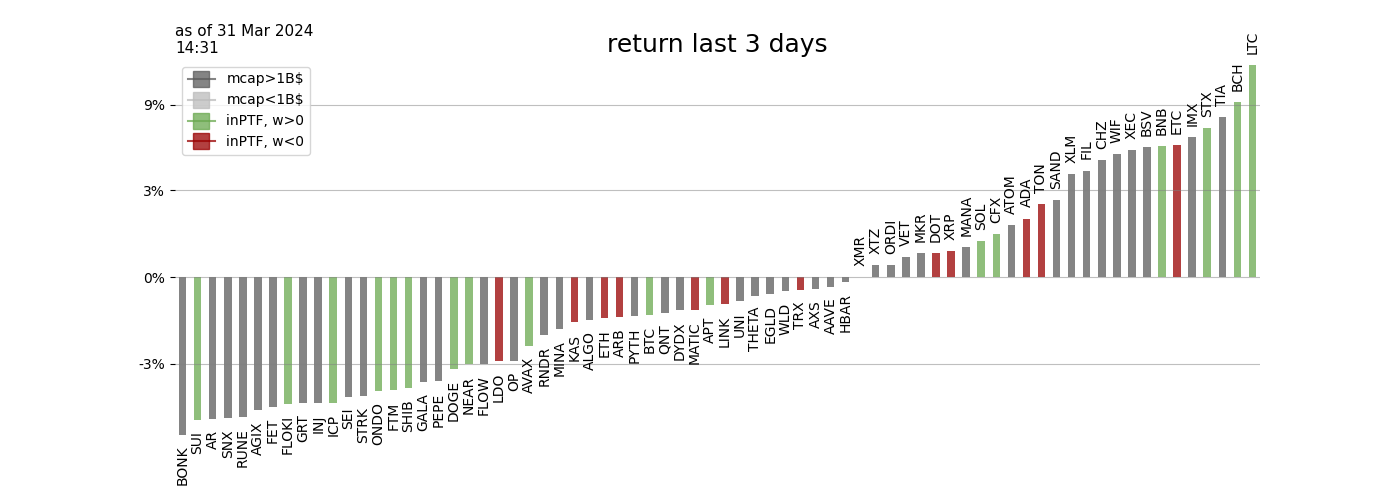 as of 31 Mar 2024
14:31
return last 3 days
mcap>1B$
mcap<1B$
inPTF, w>0
inPTF, w<0
9%
3%
0%
-3%
BONK
SUI
AR
SNX
RUNE
AGIX
FET
FLOKI
GRT
INJ
ICP
SEI
STRK
ONDO
FTM
SHIB
GALA
PEPE
DOGE
NEAR
FLOW
LDO
OP
AVAX
RNDR
MINA
KAS
ALGO
ETH
ARB
PYTH
BTC
QNT
DYDX
MATIC
APT
LINK
UNI
THETA
EGLD
WLD
TRX
AXS
AAVE
HBAR
XMR
XTZ
ORDI
VET
MKR
DOT
XRP
MANA
SOL
CFX
ATOM
ADA
TON
SAND
XLM
FIL
CHZ
WIF
XEC
BSV
BNB
ETC
IMX
STX
TIA
BCH
LTC